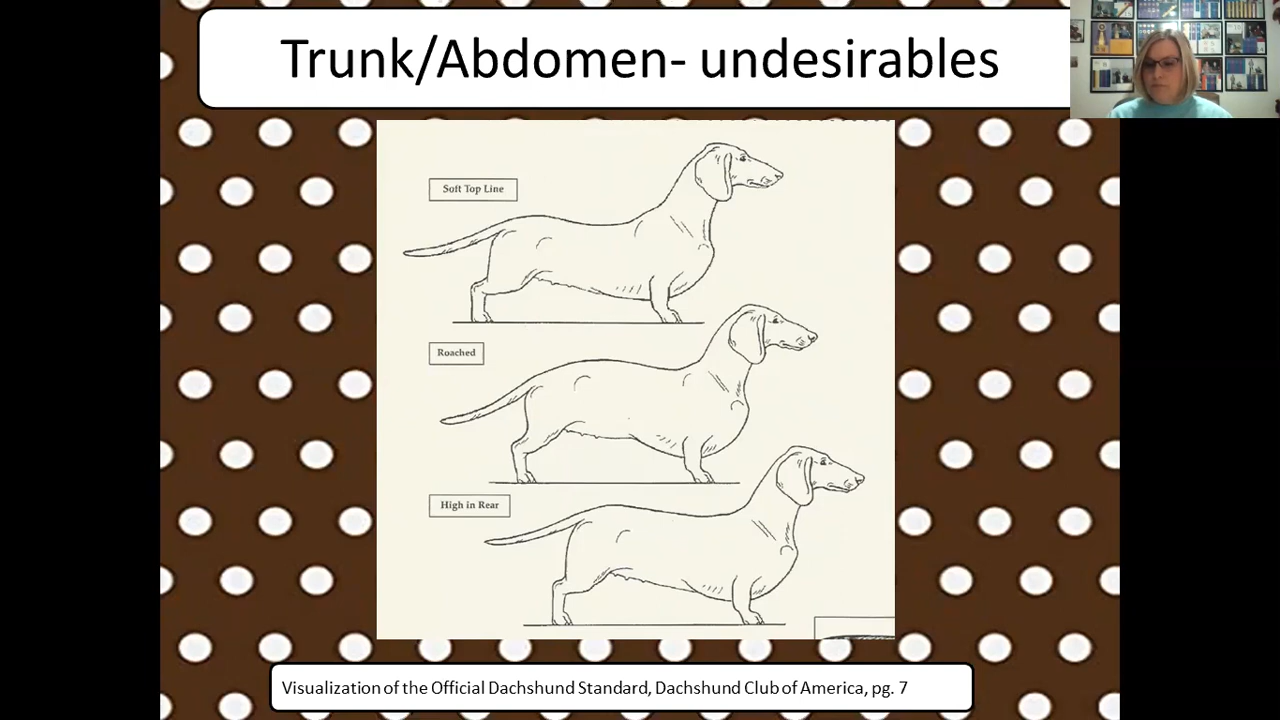 Trunk/Abdomen- undesirables
Soft Top Line
Roached
High in Rear
Visualization of the Official Dachshund Standard, Dachshund Club of America, pg. 7